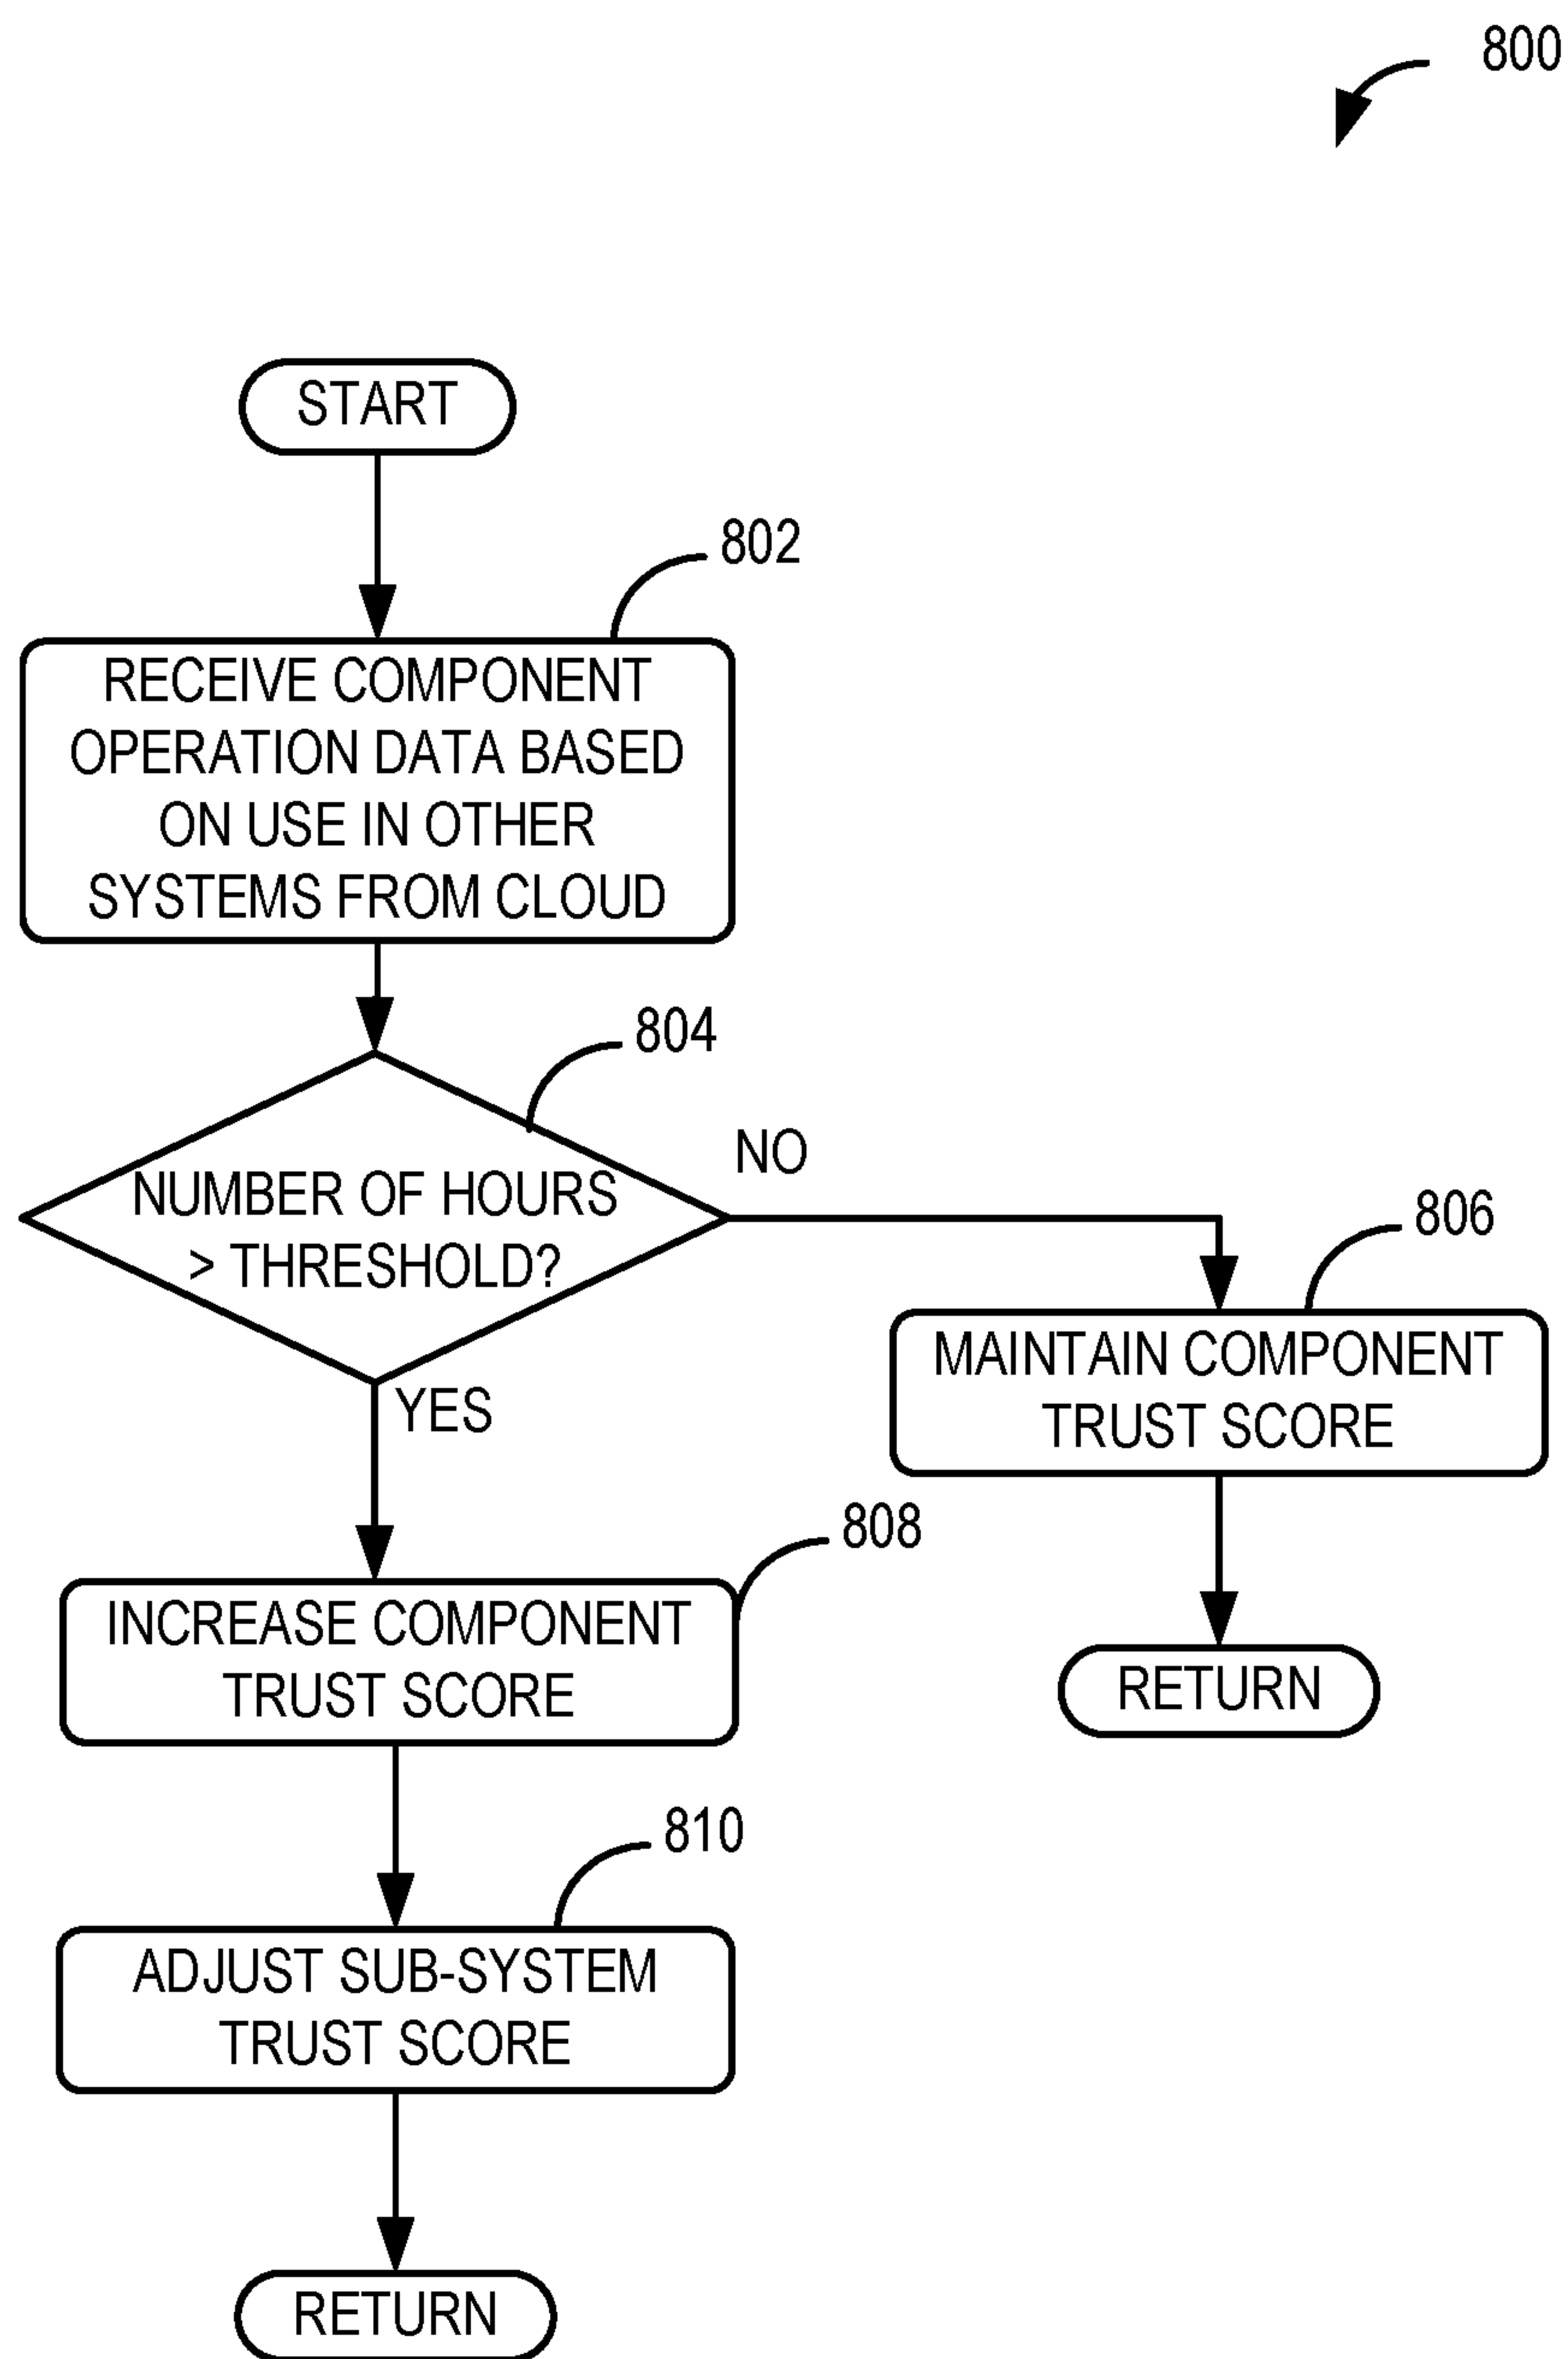 800
START
802
RECEIVE COMPONENT
OPERATION DATA BASED
ON USE IN OTHER
SYSTEMS FROM CLOUD
804
NUMBER OF HOURS
> THRESHOLD?
NO
YES
806
MAINTAIN COMPONENT
TRUST SCORE
RETURN
808
INCREASE COMPONENT
TRUST SCORE
810
ADJUST SUB-SYSTEM
TRUST SCORE
RETURN